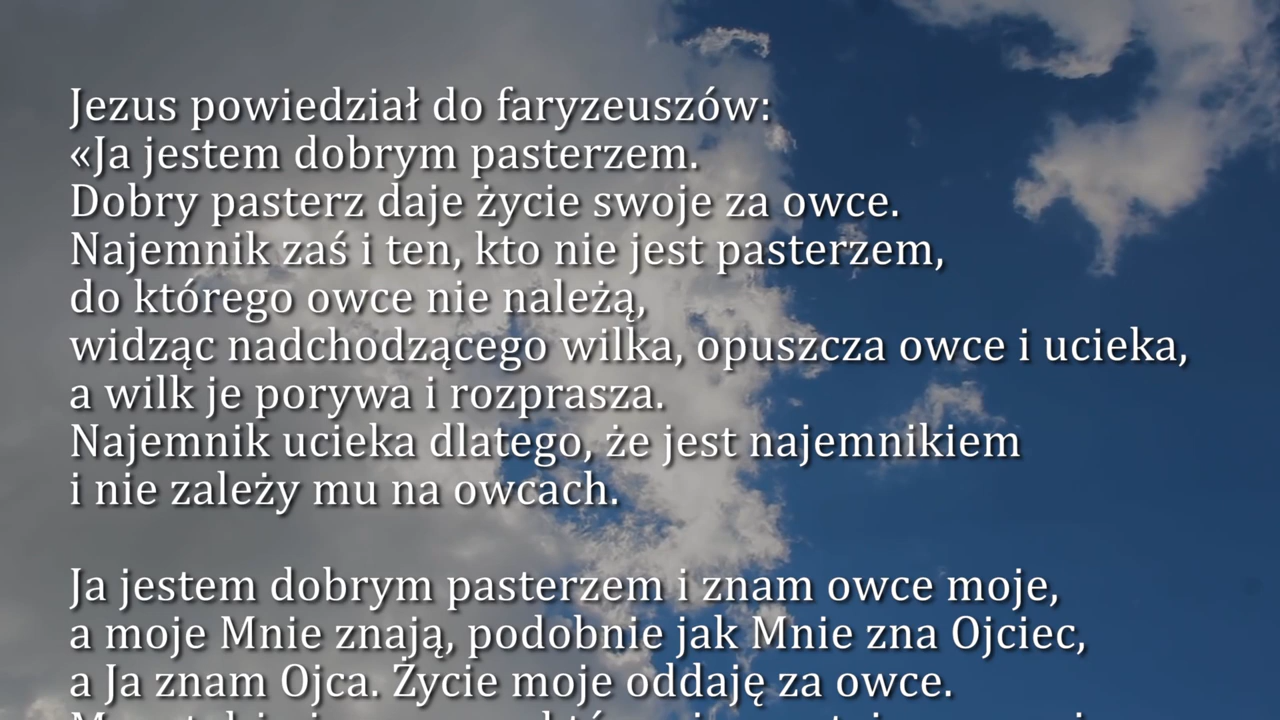 Jezus powiedział do faryzeuszów:
«Ja jestem dobrym pasterzem.
Dobry pasterz daje życie swoje za owce.
Najemnik zaś i ten, kto nie jest pasterzem,
do którego owce nie należą,
widząc nadchodzącego wilka, opuszcza owce i ucieka,
a wilk je porywa i rozprasza.
Najemnik ucieka dlatego, że jest najemnikiem
i nie zależy mu na owcach.
Ja jestem dobrym pasterzem i znam owce moje,
a moje Mnie znają, podobnie jak Mnie zna Ojciec,
a Ja znam Ojca. Życie moje oddaję za owce.